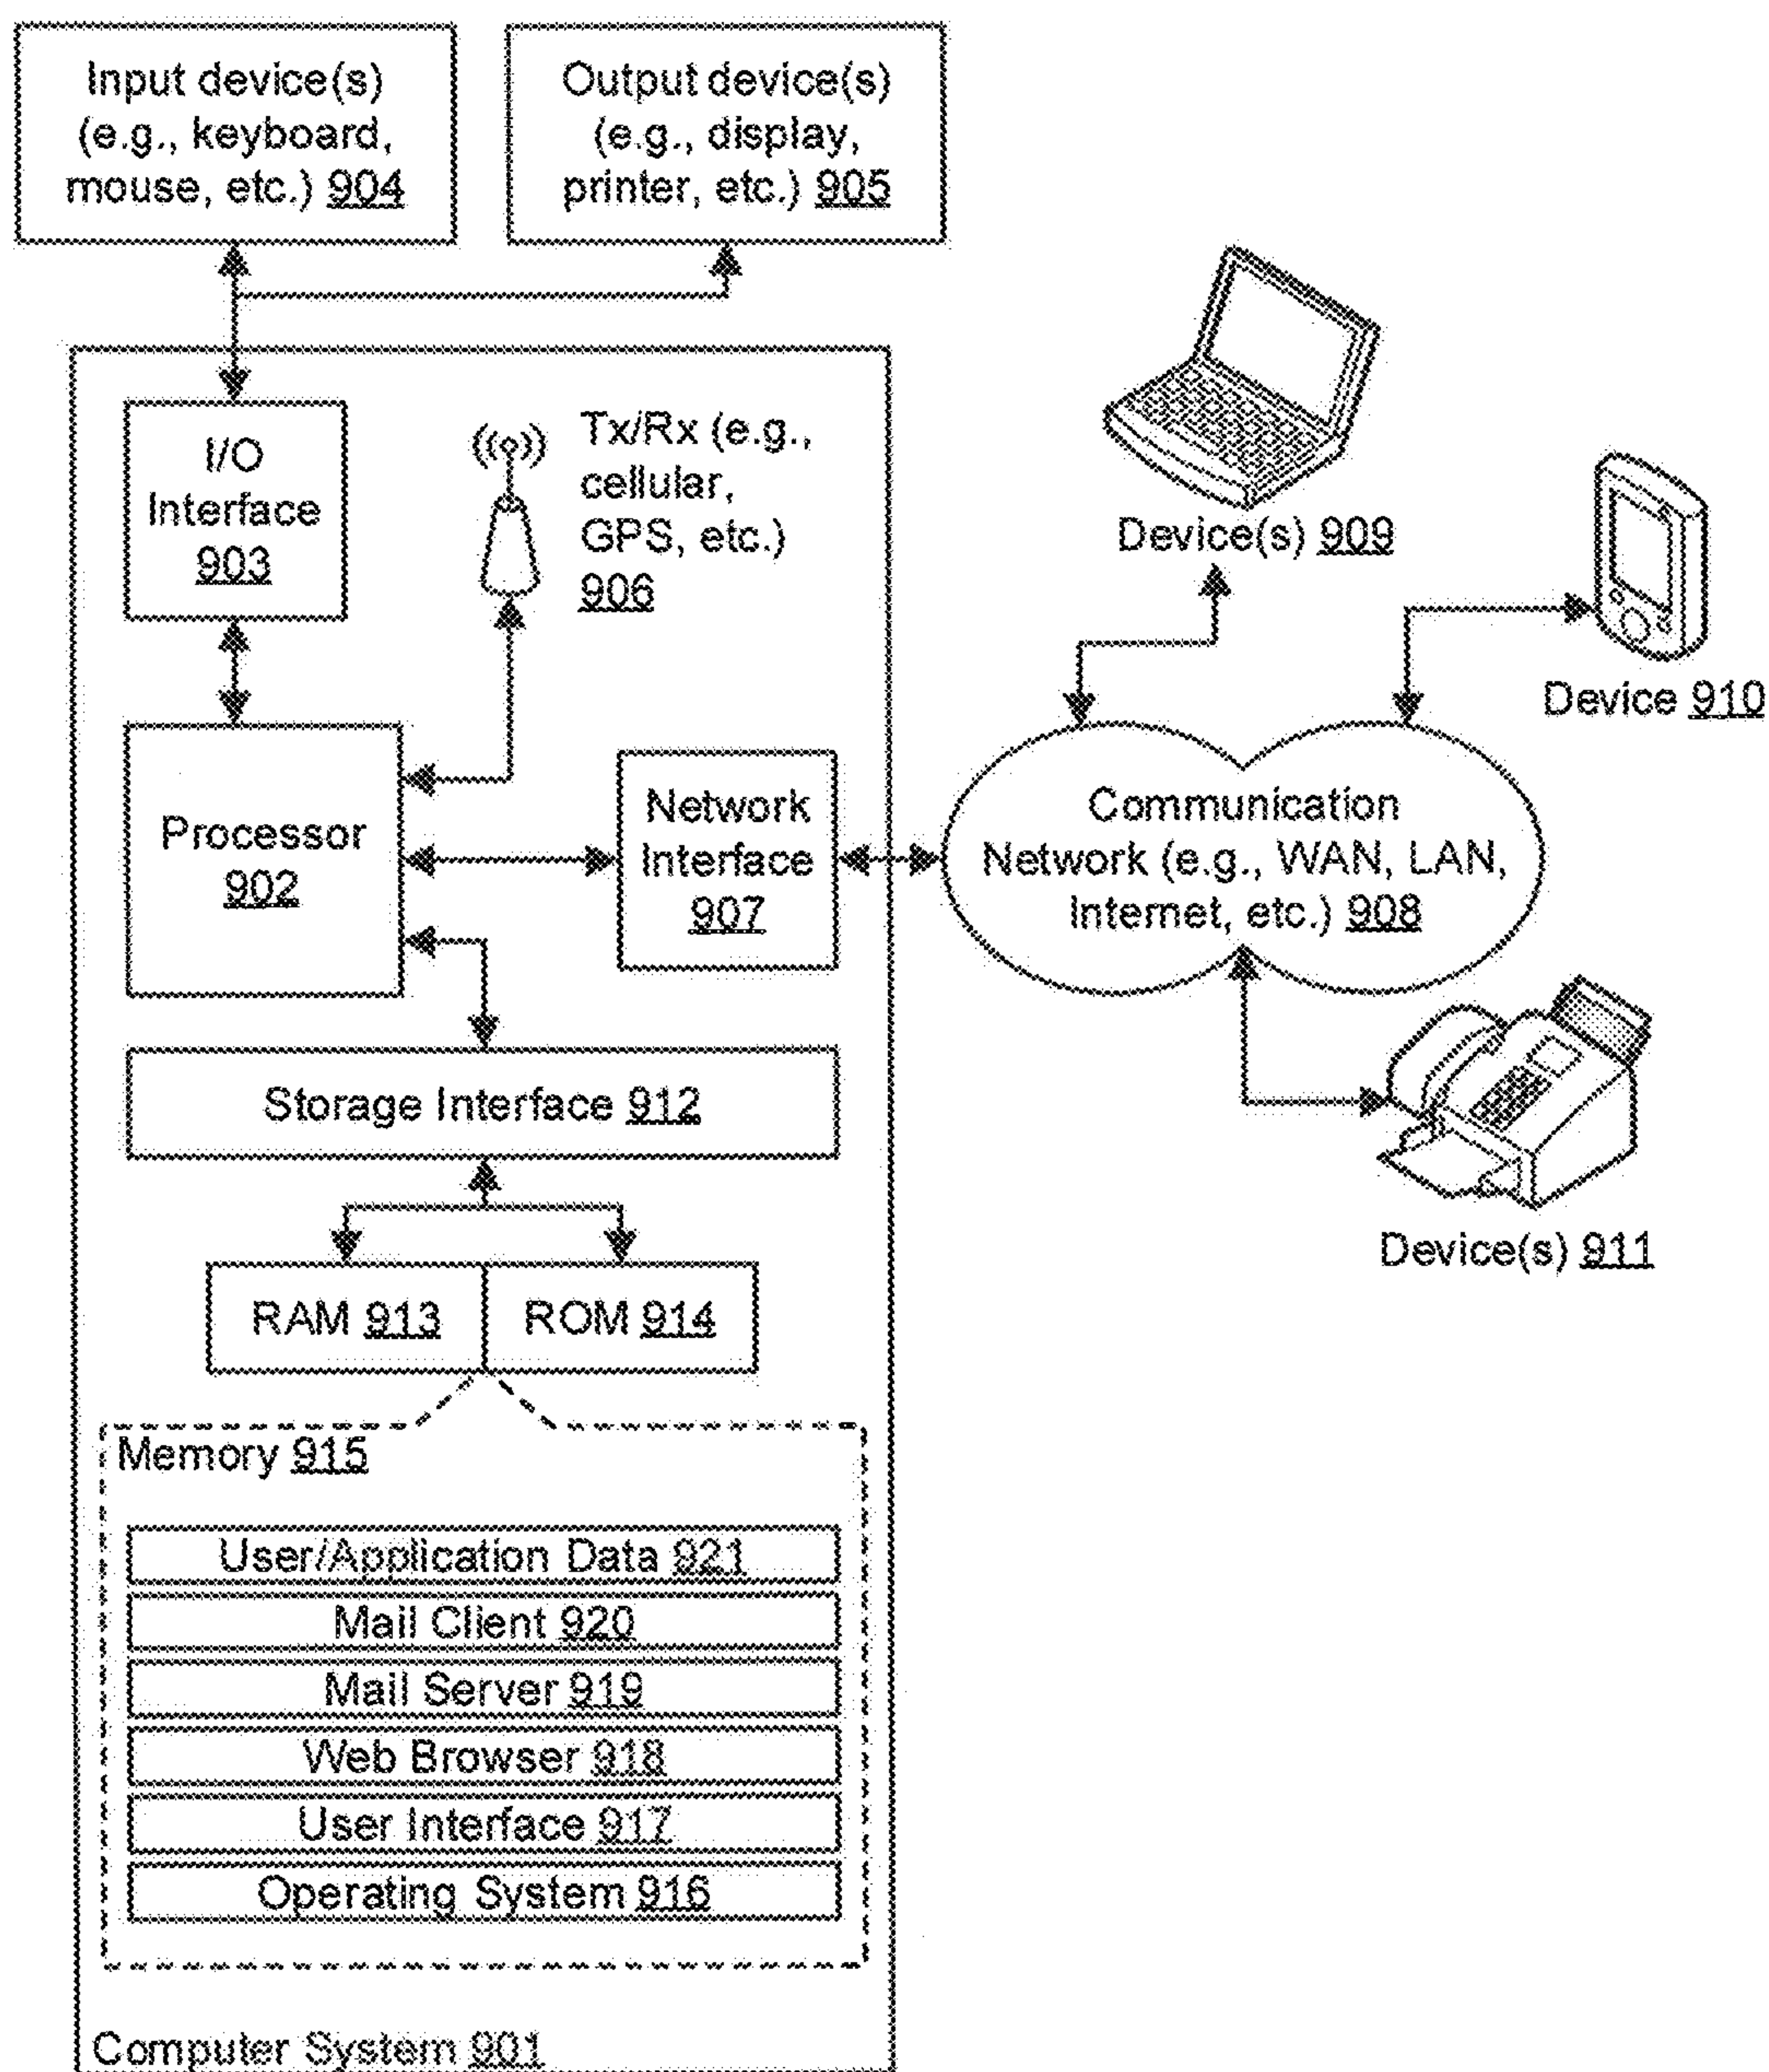 Input device(s)
(e.g., keyboard,
mouse, etc.) 904
Output device(s)
(e.g., display,
printer, etc.) 905
I/O
Interface
903
Tx/Rx (e.g.,
cellular,
GPS, etc.)
906
Device(s) 909
Device 910
Processor
902
Network
Interface
907
Communication
Network (e.g., WAN, LAN,
Internet, etc.) 908
Storage Interface 912
Device(s) 911
RAM 913
ROM 914
Memory 915
User/Application Data 921
Mail Client 920
Mail Server 919
Web Browser 918
User Interface 917
Operating System 916
Computer System 901